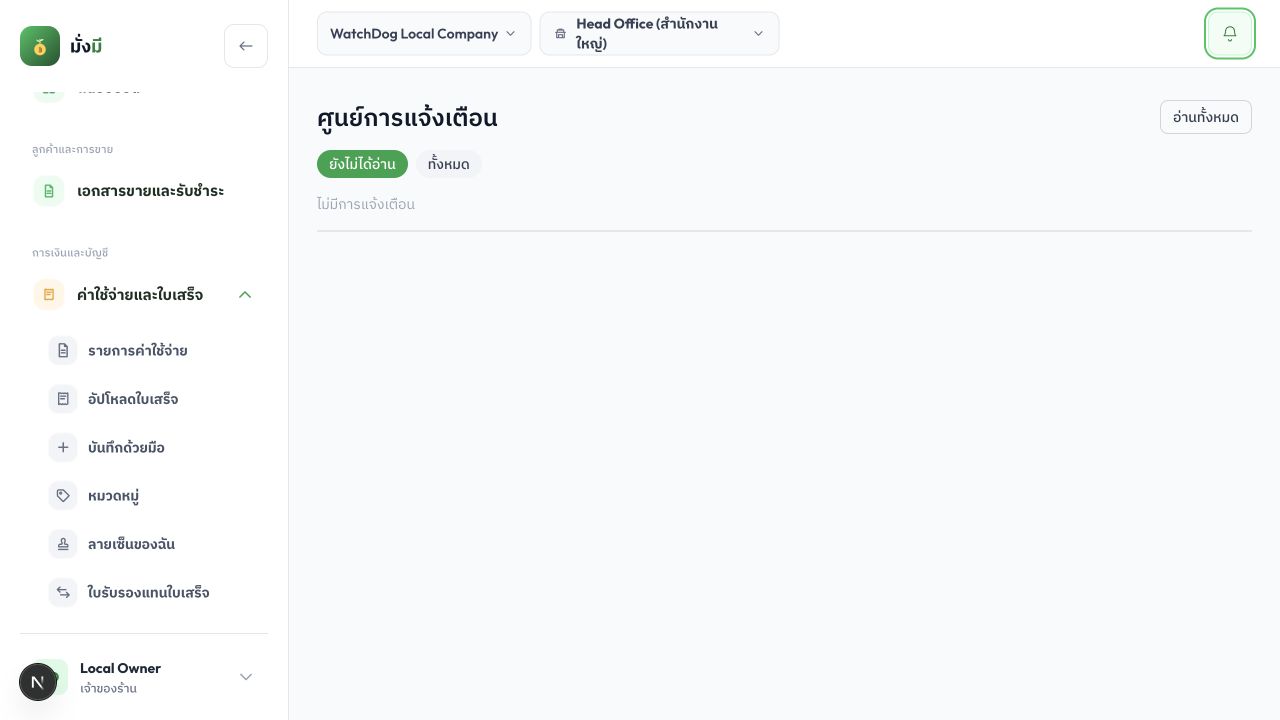 มั่งมี
ลูกค้าและการขาย
เอกสารขายและรับชำระ
การเงินและบัญชี
ค่าใช้จ่ายและใบเสร็จ
รายการค่าใช้จ่าย
อัปโหลดใบเสร็จ
บันทึกด้วยมือ
หมวดหมู่
ลายเซ็นของฉัน
ใบรับรองแทนใบเสร็จ
N
Local Owner
เจ้าของร้าน
WatchDog Local Company
Head Office (สำนักงาน
ใหญ่)
ศูนย์การแจ้งเตือน
อ่านทั้งหมด
ยังไม่ได้อ่าน
ทั้งหมด
ไม่มีการแจ้งเตือน